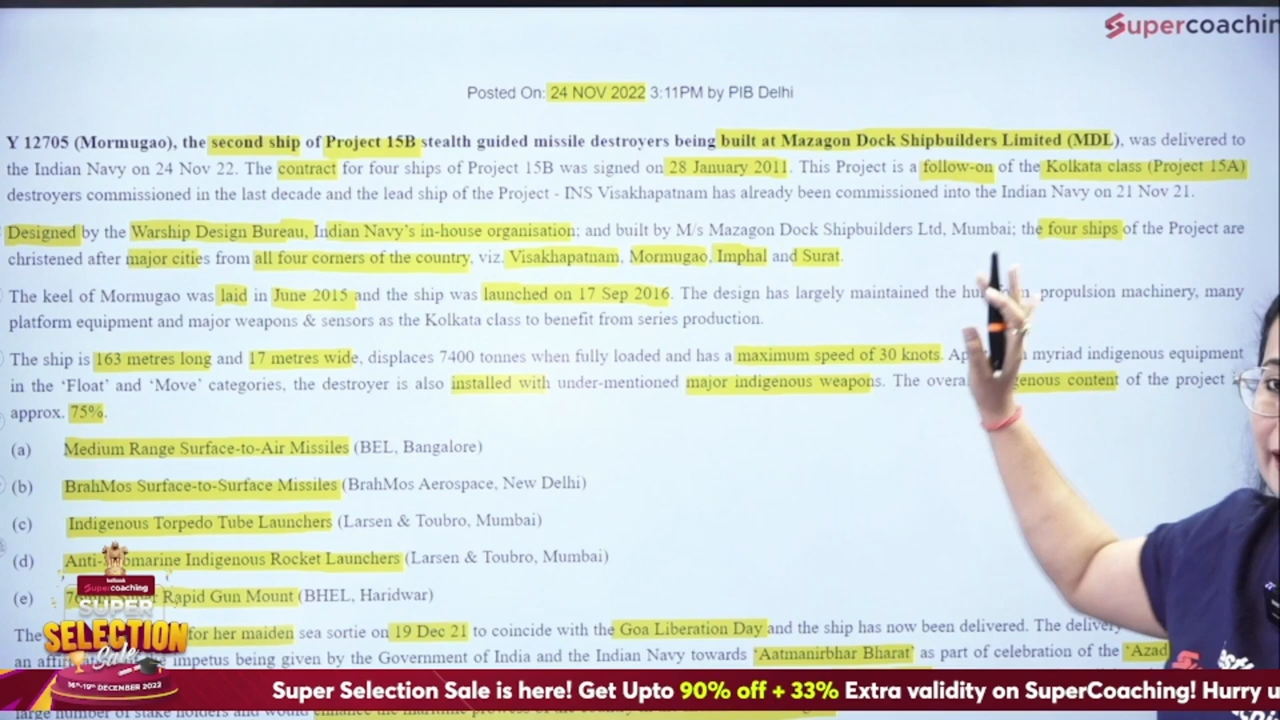 Supercoachin
Posted On: 24 NOV 2022 3:11PM by PIB Delhi
Y 12705 (Mormugao), the second ship of Project 15B stealth guided missile destroyers being built at Mazagon Dock Shipbuilders Limited (MDL), was delivered to
the Indian Navy on 24 Nov 22. The contract for four ships of Project 15B was signed on 28 January 2011. This Project is a follow-on of the Kolkata class (Project 15A)
destroyers commissioned in the last decade and the lead ship of the Project - INS Visakhapatnam has already been commissioned into the Indian Navy on 21 Nov 21.
Designed by the Warship Design Bureau, Indian Navy's in-house organisation; and built by M/s Mazagon Dock Shipbuilders Ltd, Mumbai; the four ships of the Project are
christened after major cities from all four corners of the country, viz. Visakhapatnam, Mormugao, Imphal and Surat.
The keel of Mormugao was laid in June 2015 and the ship was launched on 17 Sep 2016. The design has largely maintained the propulsion machinery, many
platform equipment and major weapons & sensors as the Kolkata class to benefit from series production.
The ship is 163 metres long and 17 metres wide, displaces 7400 tonnes when fully loaded and has a maximum speed of 30 knots. myriad indigenous equipment
in the 'Float' and 'Move' categories, the destroyer is also installed with under-mentioned major indigenous weapons. The content of the project
approx. 75%.
(a) Medium Range Surface-to-Air Missiles (BEL, Bangalore)
(b) BrahMos Surface-to-Surface Missiles (BrahMos Aerospace, New Delhi)
(c) Indigenous Torpedo Tube Launchers (Larsen & Toubro, Mumbai)
(d) Indigenous Rocket Launchers (Larsen & Toubro, Mumbai)
(e) Rapid Gun Mount (BHEL, Haridwar)
The for her maiden sea sortie on 19 Dec 21 to coincide with the Goa Liberation Day and the ship has now been delivered. The
an impetus being given by the Government of India and the Indian Navy towards 'Aatmanirbhar Bharat' as part of celebration of the 'Azad
Supercoaching
SUPER
SELECTION
Sale
16th-19th DECEMBER 2022
Super Selection Sale is here! Get Upto 90% off + 33% Extra validity on SuperCoaching! Hurry u